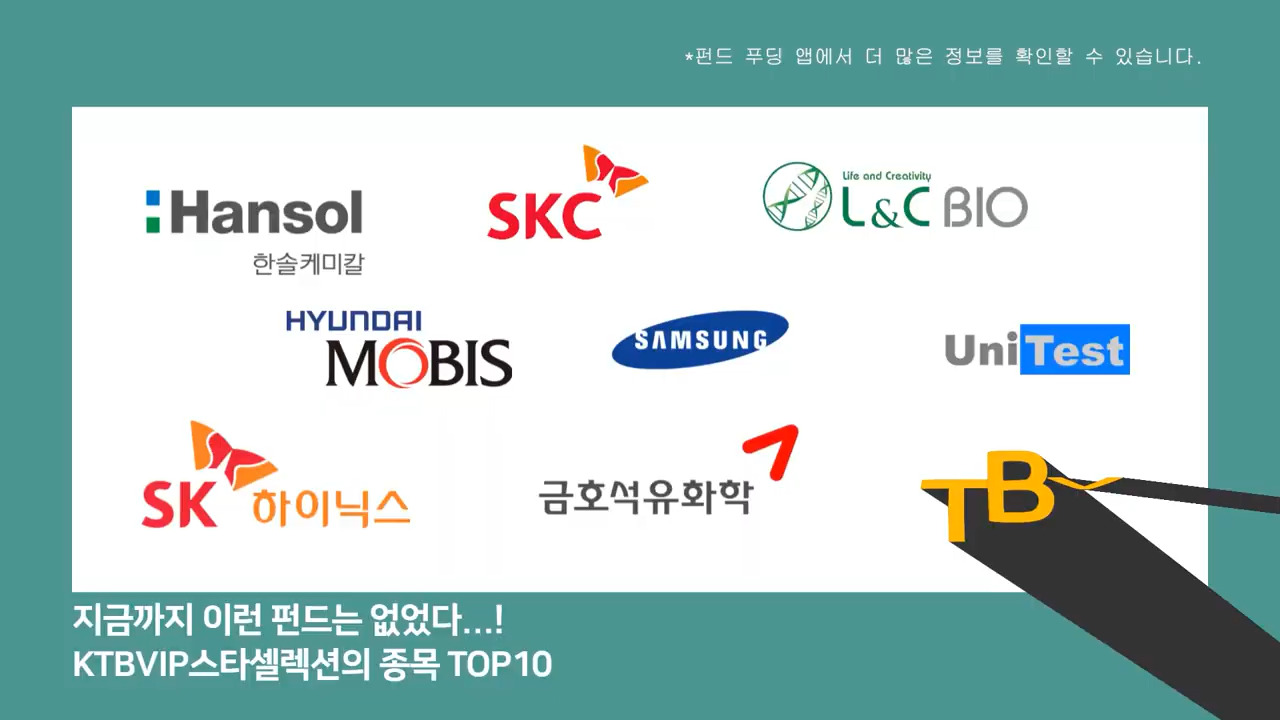 *펀드 푸딩 앱에서 더 많은 정보를 확인할 수 있습니다.
Hansol
한솔케미칼
SKC
Life and Creativity
L&C BIO
HYUNDAI
MOBIS
SAMSUNG
UniTest
SK 하이닉스
금호석유화학
TB
지금까지 이런 펀드는 없었다...!
KTBVIP스타셀렉션의 종목 TOP10